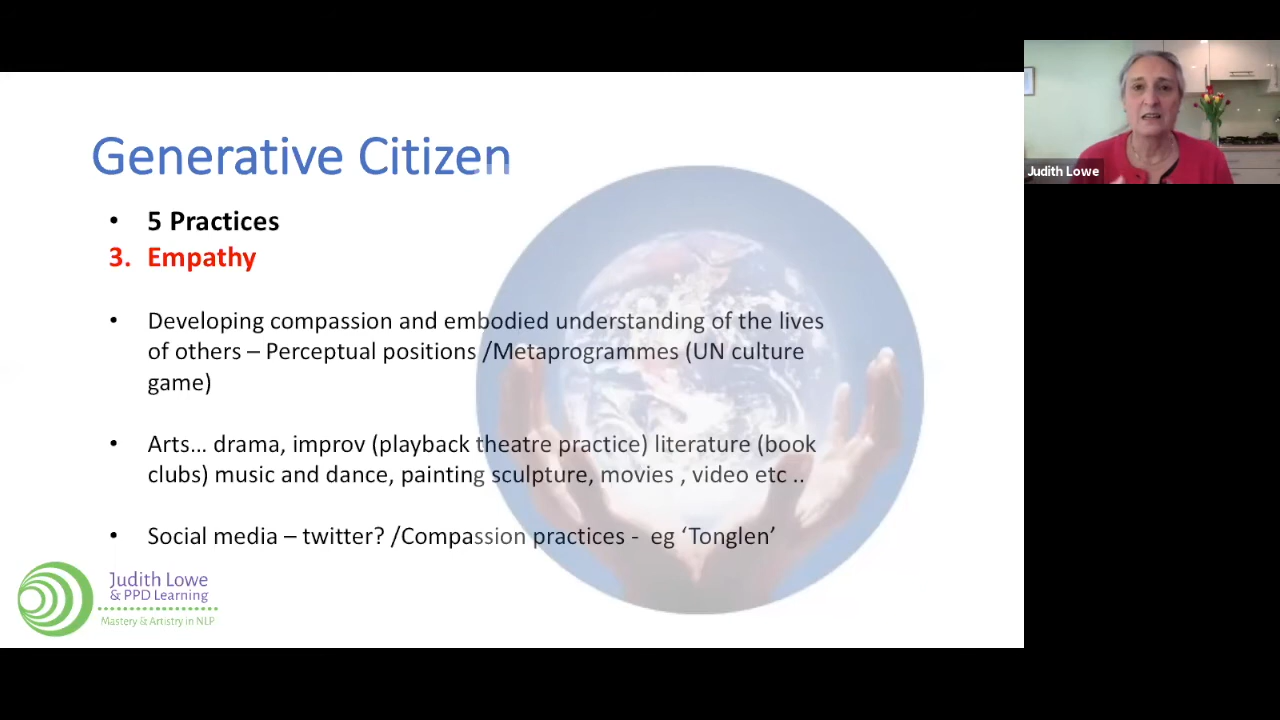 Generative Citizen
• 5 Practices
3. Empathy
• Developing compassion and embodied understanding of the lives
of others – Perceptual positions /Metaprogrammes (UN culture
game)
• Arts... drama, improv (playback theatre practice) literature (book
clubs) music and dance, painting sculpture, movies , video etc ..
• Social media – twitter? /Compassion practices - eg ‘Tonglen’
Judith Lowe
& PPD Learning
Mastery & Artistry in NLP
Judith Lowe